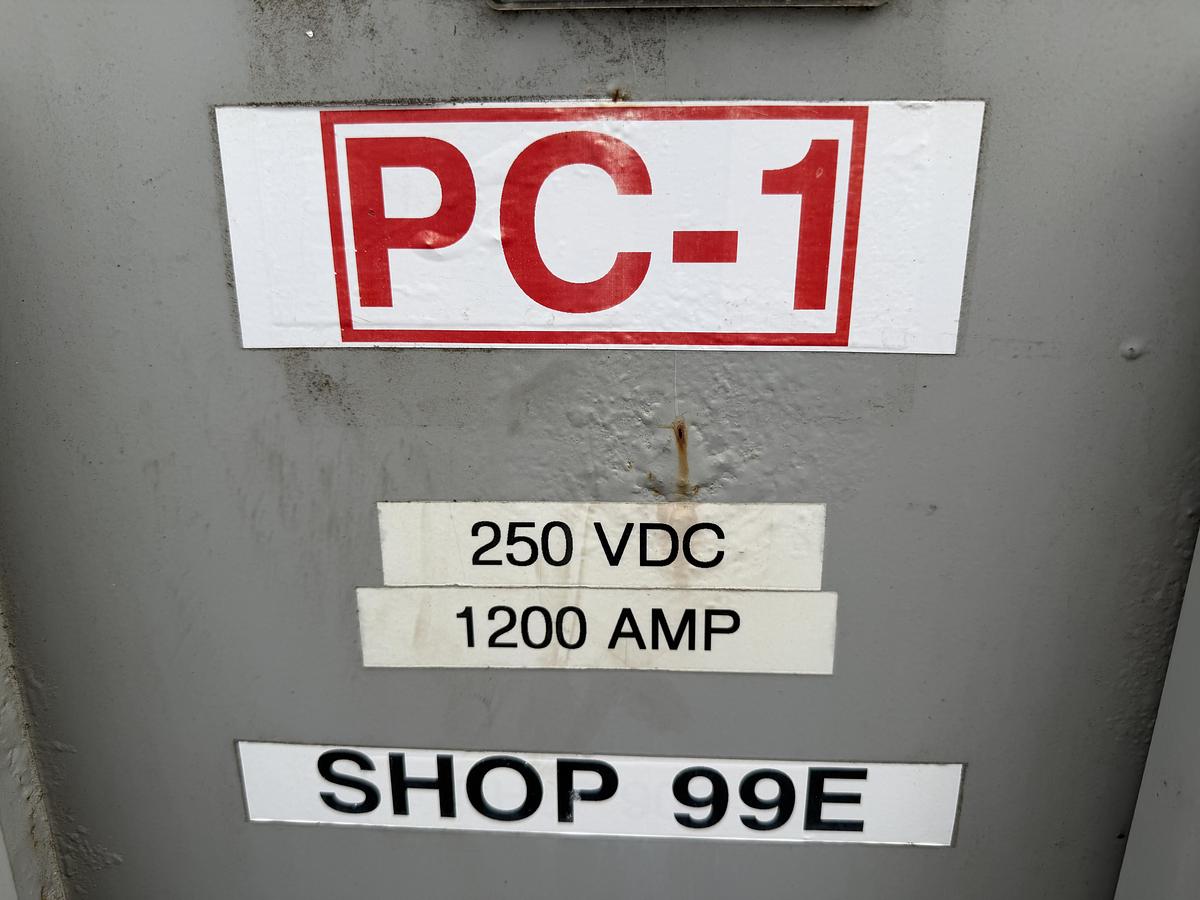 PC-1
250 VDC
1200 AMP
SHOP 99E